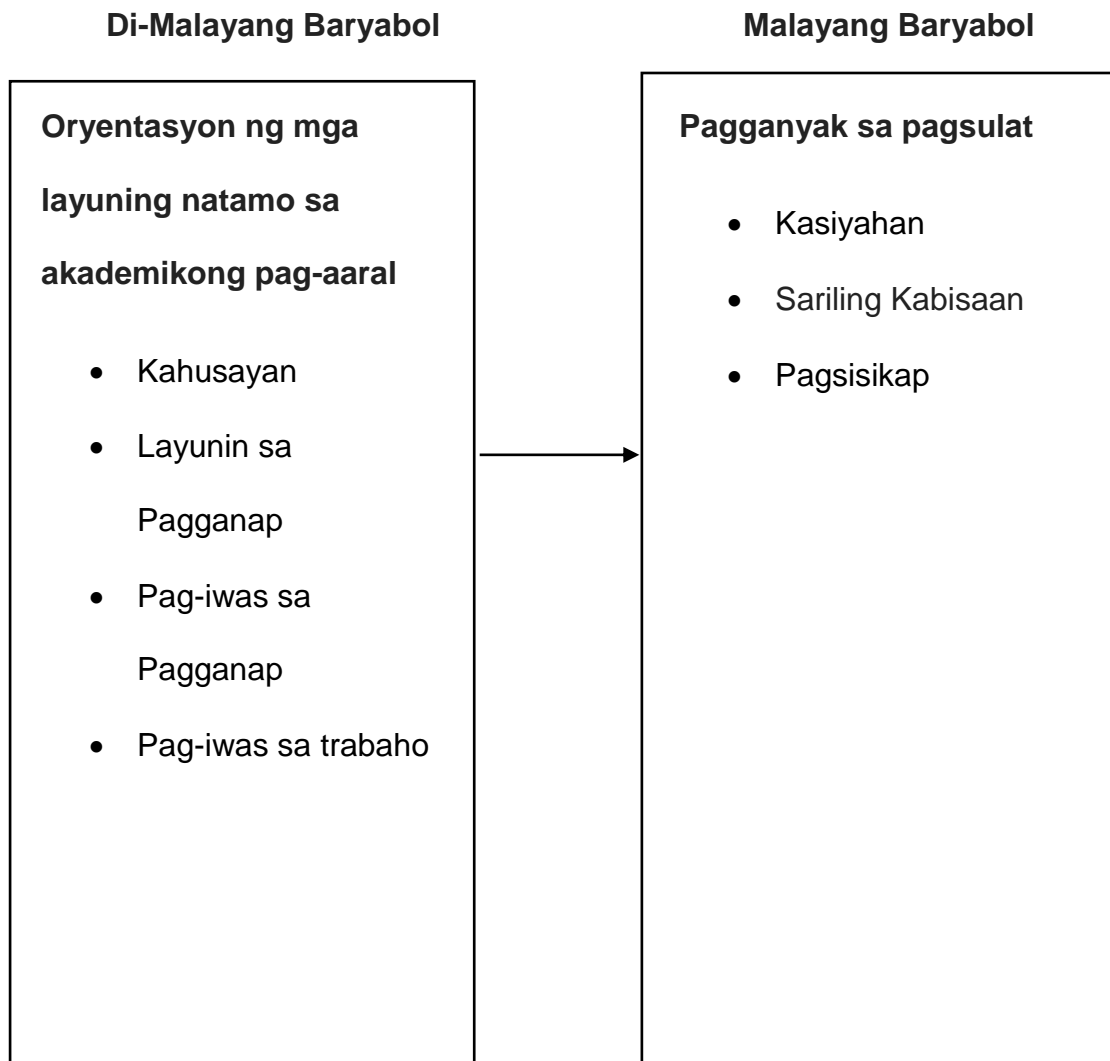 Di-Malayang Baryabol
Malayang Baryabol
Oryentasyon ng mga
layuning natamo sa
akademikong pag-aaral
• Kahusayan
• Layunin sa
Pagganap
• Pag-iwas sa
Pagganap
• Pag-iwas sa trabaho
Pagganyak sa pagsulat
• Kasiyahan
• Sariling Kabisaan
• Pagsisikap